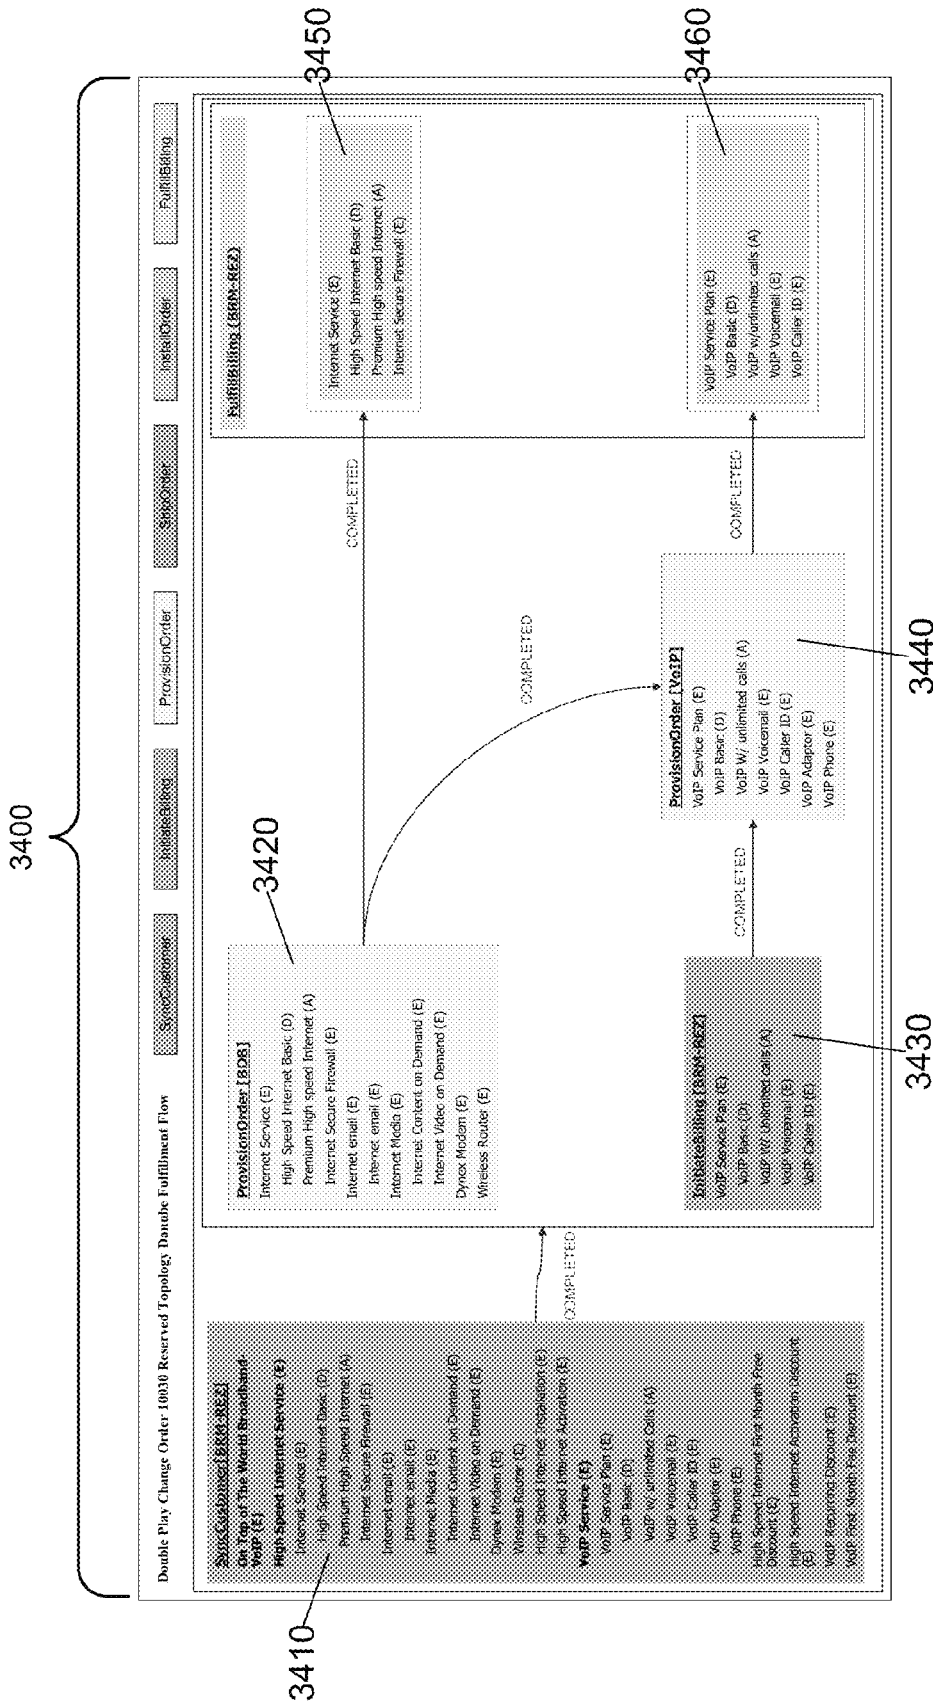 3400
Double Play Change Order 10030 Reserved Topology Danube Fulfillment Flow
SyncCustomer
InitiateBilling
ProvisionOrder
ShipOrder
InstallOrder
FulfillBilling
3410
SyncCustomer[BRM-REZ]
On Top of The World Broadband-
VoIP (E)
High Speed Internet Service (E)
Internet Service (E)
High Speed Internet Basic (D)
Premium High Speed Internet (A)
Internet Secure Firewall (E)
Internet email (E)
Internet email (E)
Internet Media (E)
Internet Content on Demand (E)
Internet Video on Demand (E)
Dynex Modem (E)
Wireless Router (E)
High Speed Internet Installation (E)
High Speed Internet Activation (E)
VoIP Service (E)
VoIP Service Plan (E)
VoIP Basic (D)
VoIP w/ unlimited Calls (A)
VoIP Voicemail (E)
VoIP Caller ID (E)
VoIP Adaptor (E)
VoIP Phone (E)
High Speed Internet First Month Free
Discount (E)
High Speed Internet Activation Discount
(E)
VoIP Recurring Discount (E)
VoIP First Month Free Discount (E)
COMPLETED
3420
ProvisionOrder[BDB]
Internet Service (E)
High Speed Internet Basic (D)
Premium High speed Internet (A)
Internet Secure Firewall (E)
Internet email (E)
Internet email (E)
Internet Media (E)
Internet Content on Demand (E)
Internet Video on Demand (E)
Dynex Modem (E)
Wireless Router (E)
3430
InitiateBilling[BRM-REZ]
VoIP Service Plan (E)
VoIP Basic (D)
VoIP W/ Unlimited calls (A)
VoIP Voicemail (E)
VoIP Caller ID (E)
COMPLETED
COMPLETED
COMPLETED
3440
ProvisionOrder [VoIP]
VoIP Service Plan (E)
VoIP Basic (D)
VoIP W/ unlimited calls (A)
VoIP Voicemail (E)
VoIP Caller ID (E)
VoIP Adaptor (E)
VoIP Phone (E)
COMPLETED
FulfillBilling [BRM-REZ]
3450
Internet Service (E)
High Speed Internet Basic (D)
Premium High speed Internet (A)
Internet Secure Firewall (E)
3460
VoIP Service Plan (E)
VoIP Basic (D)
VoIP w/unlimited calls (A)
VoIP Voicemail (E)
VoIP Caller ID (E)